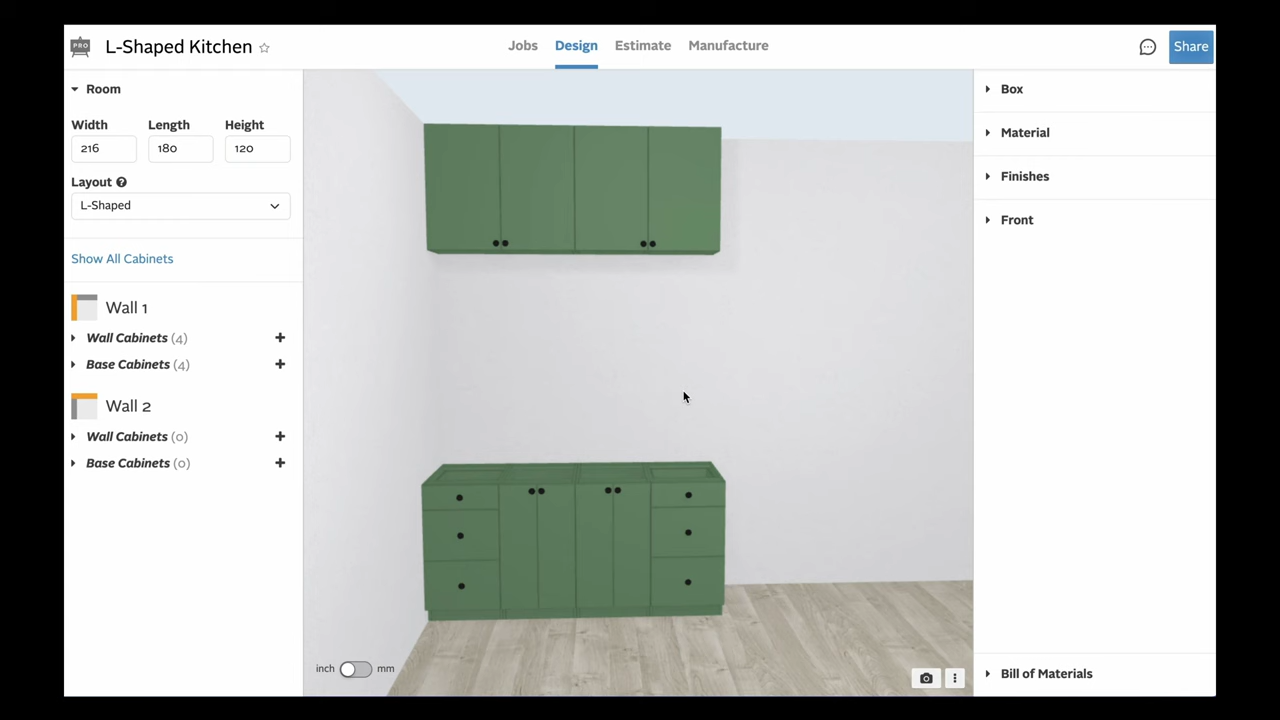 PRO
L-Shaped Kitchen
Jobs Design Estimate Manufacture
Share
Room
Width Length Height
216 180 120
Layout
L-Shaped
Show All Cabinets
Wall 1
Wall Cabinets (4)
Base Cabinets (4)
Wall 2
Wall Cabinets (0)
Base Cabinets (0)
inch mm
Box
Material
Finishes
Front
Bill of Materials